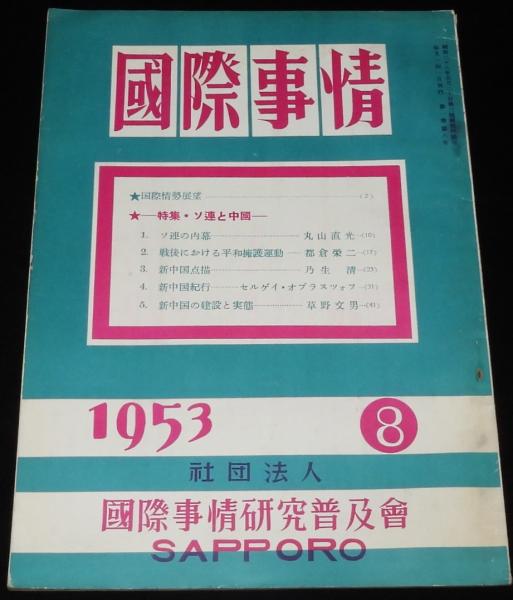 國際事情
★国際情勢展望 (2)
★―特集・ソ連と中國―
1. ソ連の内幕 丸山直光 (10)
2. 戦後における平和擁護運動 都倉栄二 (17)
3. 新中国点描 乃生 清 (23)
4. 新中国紀行 セルゲイ・オブラスツォフ (31)
5. 新中国の建設と実態 草野文男 (41)
1953 8
社団法人
國際事情研究普及會
SAPPORO